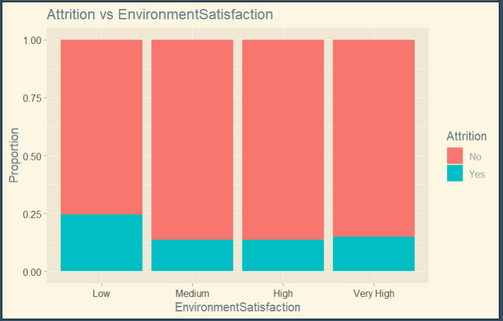 Attrition vs EnvironmentSatisfaction
1.00
0.75
0.50
0.25
0.00
Proportion
Low Medium High Very High
EnvironmentSatisfaction
Attrition
No
Yes